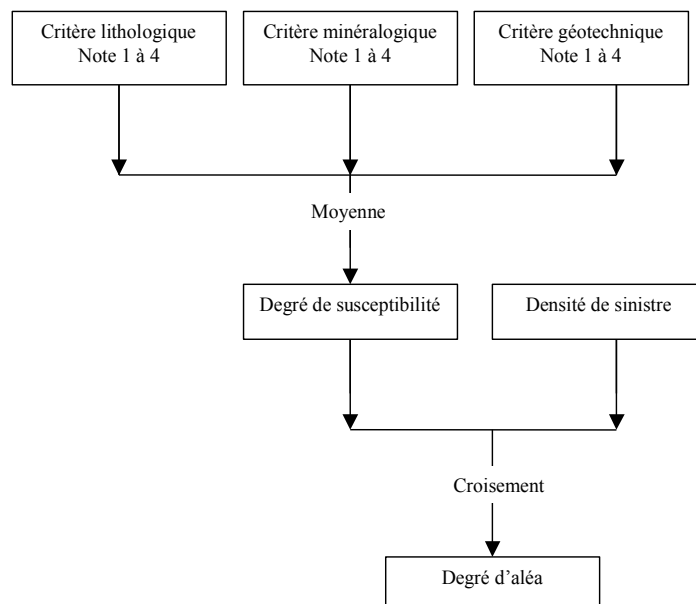 Critère lithologique
Note 1 à 4
Critère minéralogique
Note 1 à 4
Critère géotechnique
Note 1 à 4
Moyenne
Degré de susceptibilité
Densité de sinistre
Croisement
Degré d'aléa